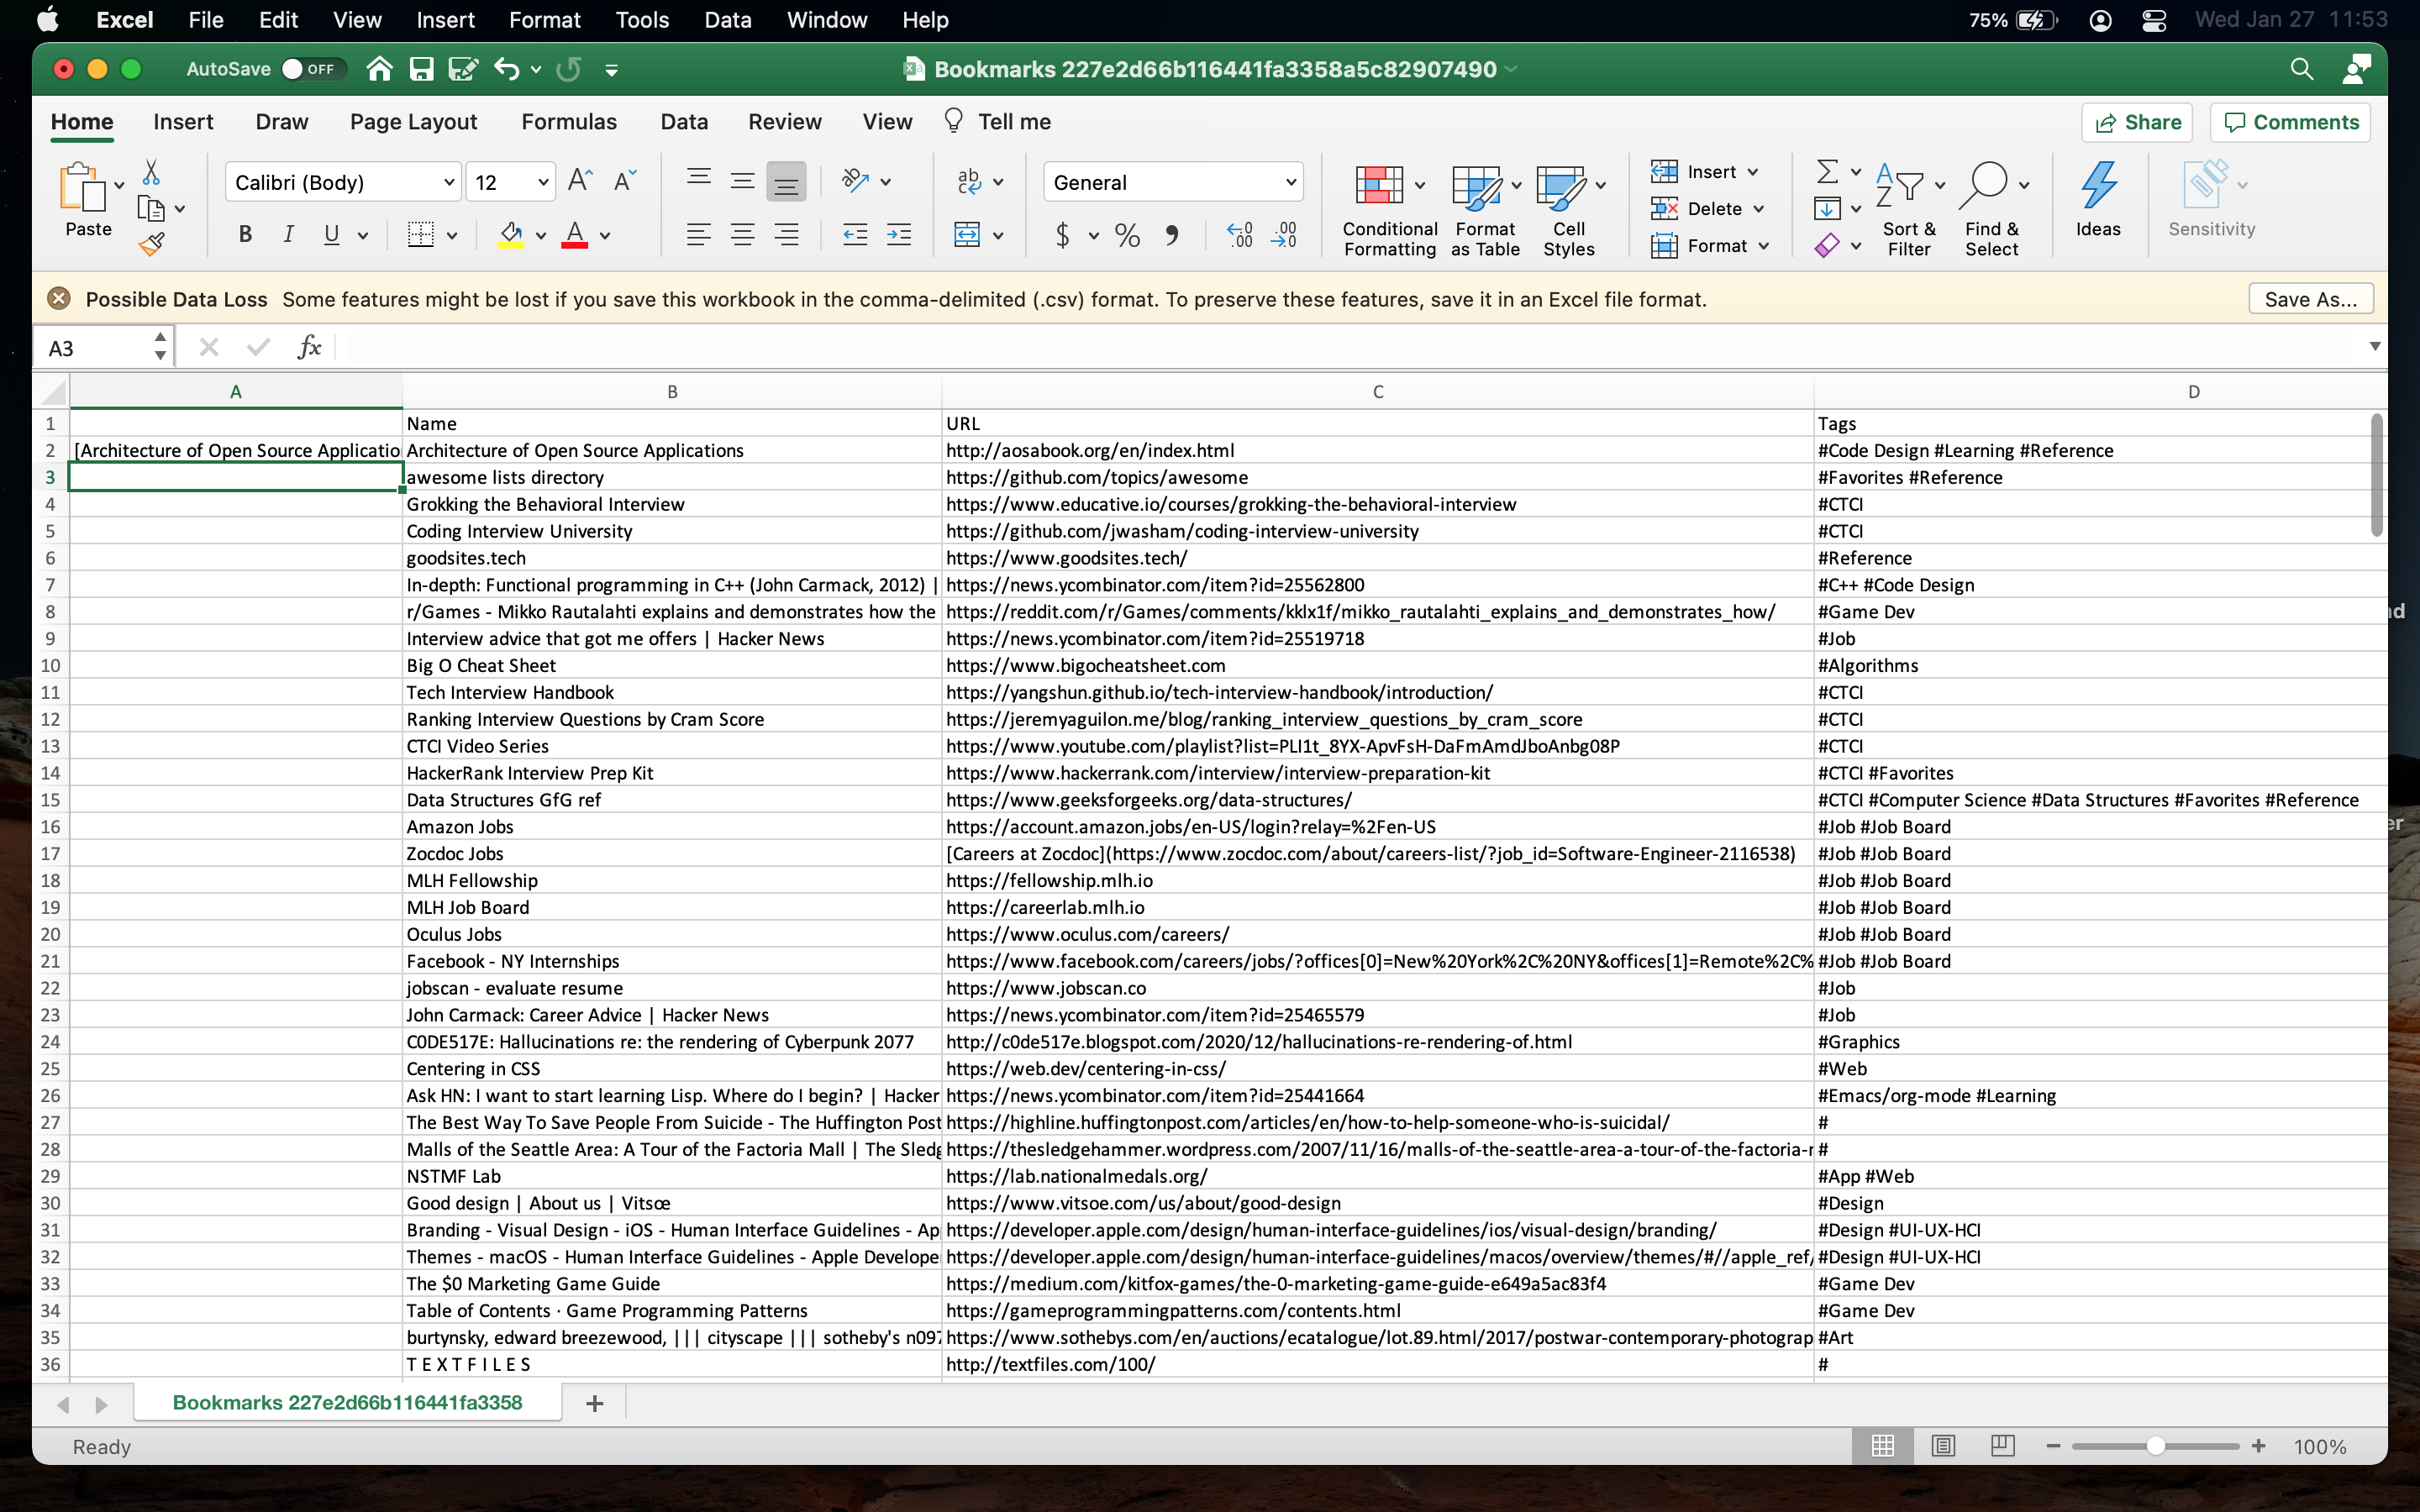 Excel File Edit View Insert Format Tools Data Window Help 75% Wed Jan 27 11:53
AutoSave OFF Bookmarks 227e2d66b116441fa3358a5c82907490
Home Insert Draw Page Layout Formulas Data Review View Tell me Share Comments
Paste Calibri (Body) 12 General Conditional Formatting Format as Table Cell Styles Insert Delete Format Sort & Filter Find & Select Ideas Sensitivity
Possible Data Loss Some features might be lost if you save this workbook in the comma-delimited (.csv) format. To preserve these features, save it in an Excel file format. Save As...
A3 fx
A B C D
1 Name URL Tags
2 [Architecture of Open Source Applicatio Architecture of Open Source Applications http://aosabook.org/en/index.html #Code Design #Learning #Reference
3 awesome lists directory https://github.com/topics/awesome #Favorites #Reference
4 Grokking the Behavioral Interview https://www.educative.io/courses/grokking-the-behavioral-interview #CTCI
5 Coding Interview University https://github.com/jwasham/coding-interview-university #CTCI
6 goodsites.tech https://www.goodsites.tech/ #Reference
7 In-depth: Functional programming in C++ (John Carmack, 2012) | https://news.ycombinator.com/item?id=25562800 #C++ #Code Design
8 r/Games - Mikko Rautalahti explains and demonstrates how the https://reddit.com/r/Games/comments/kklx1f/mikko_rautalahti_explains_and_demonstrates_how/ #Game Dev
9 Interview advice that got me offers | Hacker News https://news.ycombinator.com/item?id=25519718 #Job
10 Big O Cheat Sheet https://www.bigocheatsheet.com #Algorithms
11 Tech Interview Handbook https://yangshun.github.io/tech-interview-handbook/introduction/ #CTCI
12 Ranking Interview Questions by Cram Score https://jeremyaguilon.me/blog/ranking_interview_questions_by_cram_score #CTCI
13 CTCI Video Series https://www.youtube.com/playlist?list=PLI1t_8YX-ApvFsH-DaFmAmdJboAnbg08P #CTCI
14 HackerRank Interview Prep Kit https://www.hackerrank.com/interview/interview-preparation-kit #CTCI #Favorites
15 Data Structures GfG ref https://www.geeksforgeeks.org/data-structures/ #CTCI #Computer Science #Data Structures #Favorites #Reference
16 Amazon Jobs https://account.amazon.jobs/en-US/login?relay=%2Fen-US #Job #Job Board
17 Zocdoc Jobs [Careers at Zocdoc](https://www.zocdoc.com/about/careers-list/?job_id=Software-Engineer-2116538) #Job #Job Board
18 MLH Fellowship https://fellowship.mlh.io #Job #Job Board
19 MLH Job Board https://careerlab.mlh.io #Job #Job Board
20 Oculus Jobs https://www.oculus.com/careers/ #Job #Job Board
21 Facebook - NY Internships https://www.facebook.com/careers/jobs/?offices[0]=New%20York%2C%20NY&offices[1]=Remote%2C% #Job #Job Board
22 jobscan - evaluate resume https://www.jobscan.co #Job
23 John Carmack: Career Advice | Hacker News https://news.ycombinator.com/item?id=25465579 #Job
24 C0DE517E: Hallucinations re: the rendering of Cyberpunk 2077 http://c0de517e.blogspot.com/2020/12/hallucinations-re-rendering-of.html #Graphics
25 Centering in CSS https://web.dev/centering-in-css/ #Web
26 Ask HN: I want to start learning Lisp. Where do I begin? | Hacker https://news.ycombinator.com/item?id=25441664 #Emacs/org-mode #Learning
27 The Best Way To Save People From Suicide - The Huffington Post https://highline.huffingtonpost.com/articles/en/how-to-help-someone-who-is-suicidal/ #
28 Malls of the Seattle Area: A Tour of the Factoria Mall | The Sledg https://thesledgehammer.wordpress.com/2007/11/16/malls-of-the-seattle-area-a-tour-of-the-factoria-r #
29 NSTMF Lab https://lab.nationalmedals.org/ #App #Web
30 Good design | About us | Vitsœ https://www.vitsoe.com/us/about/good-design #Design
31 Branding - Visual Design - iOS - Human Interface Guidelines - Ap https://developer.apple.com/design/human-interface-guidelines/ios/visual-design/branding/ #Design #UI-UX-HCI
32 Themes - macOS - Human Interface Guidelines - Apple Develope https://developer.apple.com/design/human-interface-guidelines/macos/overview/themes/#//apple_ref/ #Design #UI-UX-HCI
33 The $0 Marketing Game Guide https://medium.com/kitfox-games/the-0-marketing-game-guide-e649a5ac83f4 #Game Dev
34 Table of Contents · Game Programming Patterns https://gameprogrammingpatterns.com/contents.html #Game Dev
35 burtynsky, edward breezewood, ||| cityscape ||| sotheby's n097 https://www.sothebys.com/en/auctions/ecatalogue/lot.89.html/2017/postwar-contemporary-photograp #Art
36 T E X T F I L E S http://textfiles.com/100/ #
Bookmarks 227e2d66b116441fa3358
Ready 100%